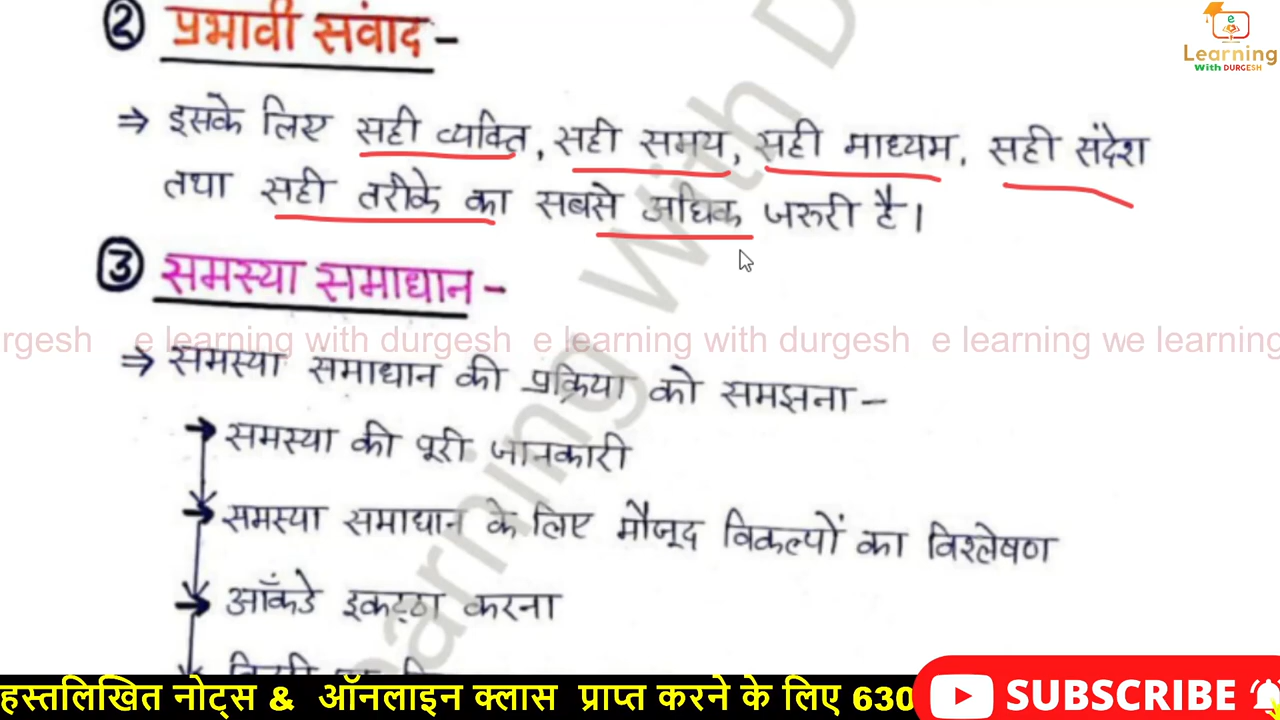 ② प्रभावी संवाद -
e
Learning
With DURGESH
⇒ इसके लिए सही व्यक्ति, सही समय, सही माध्यम, सही संदेश
तथा सही तरीके का सबसे अधिक जरुरी है।
③ समस्या समाधान -
durgesh e learning with durgesh e learning with durgesh e learning we learning
⇒ समस्या समाधान की प्रक्रिया को समझना -
→ समस्या की पूरी जानकारी
→ समस्या समाधान के लिए मौजूद विकल्पों का विश्लेषण
→ आँकडे इकट्ठा करना
हस्तलिखित नोट्स & ऑनलाइन क्लास प्राप्त करने के लिए 630
SUBSCRIBE